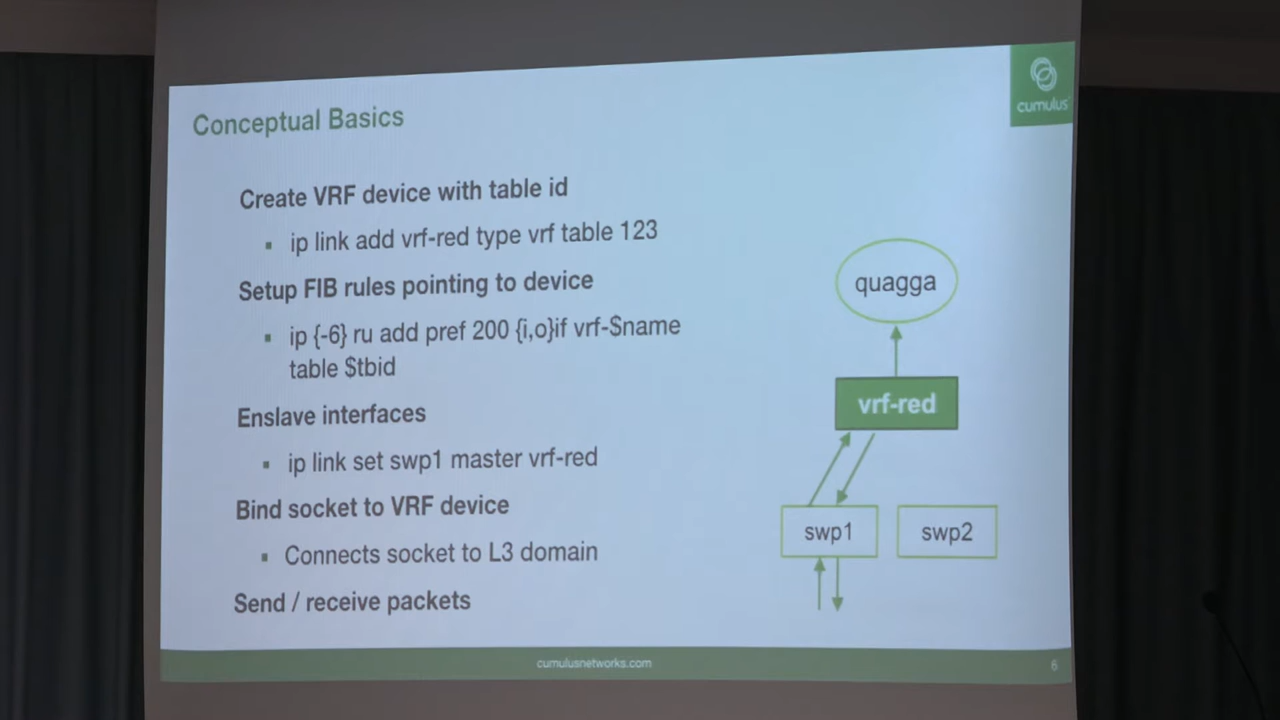 cumulus
Conceptual Basics
Create VRF device with table id
▪ ip link add vrf-red type vrf table 123
Setup FIB rules pointing to device
▪ ip {-6} ru add pref 200 {i,o}if vrf-$name
table $tbid
Enslave interfaces
▪ ip link set swp1 master vrf-red
Bind socket to VRF device
▪ Connects socket to L3 domain
Send / receive packets
quagga
vrf-red
swp1 swp2
cumulusnetworks.com 6